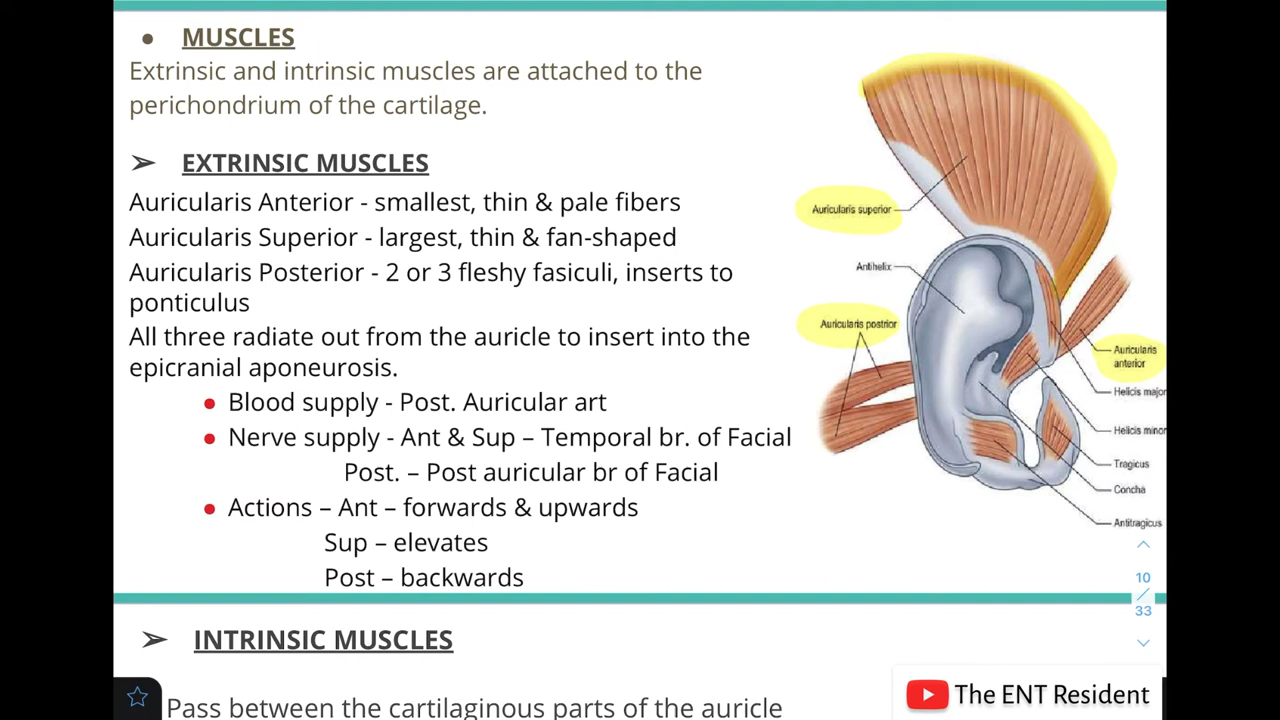 ● MUSCLES
Extrinsic and intrinsic muscles are attached to the
perichondrium of the cartilage.
➢ EXTRINSIC MUSCLES
Auricularis Anterior - smallest, thin & pale fibers
Auricularis Superior - largest, thin & fan-shaped
Auricularis Posterior - 2 or 3 fleshy fasiculi, inserts to
ponticulus
All three radiate out from the auricle to insert into the
epicranial aponeurosis.
● Blood supply - Post. Auricular art
● Nerve supply - Ant & Sup – Temporal br. of Facial
Post. – Post auricular br of Facial
● Actions – Ant – forwards & upwards
Sup – elevates
Post – backwards
Auricularis superior
Antihelix
Auricularis posterior
Auricularis
anterior
Helicis major
Helicis minor
Tragicus
Concha
Antitragicus
10
/
33
➢ INTRINSIC MUSCLES
Pass between the cartilaginous parts of the auricle
The ENT Resident